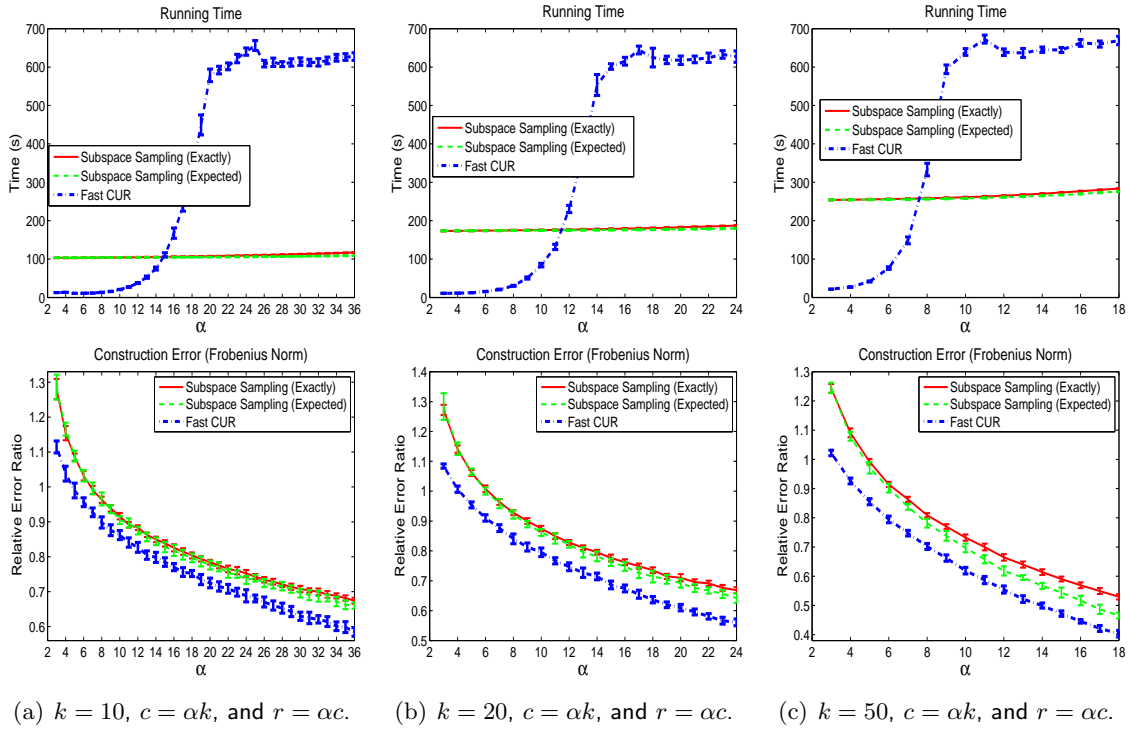 Running Time
700
600
500
400
300
200
100
0
Time (s)
Subspace Sampling (Exactly)
Subspace Sampling (Expected)
Fast CUR
2 4 6 8 10 12 14 16 18 20 22 24 26 28 30 32 34 36
α
Running Time
700
600
500
400
300
200
100
0
Time (s)
Subspace Sampling (Exactly)
Subspace Sampling (Expected)
Fast CUR
2 4 6 8 10 12 14 16 18 20 22 24
α
Running Time
700
600
500
400
300
200
100
0
Time (s)
Subspace Sampling (Exactly)
Subspace Sampling (Expected)
Fast CUR
2 4 6 8 10 12 14 16 18
α
Construction Error (Frobenius Norm)
1.3
1.2
1.1
1
0.9
0.8
0.7
0.6
Relative Error Ratio
Subspace Sampling (Exactly)
Subspace Sampling (Expected)
Fast CUR
2 4 6 8 10 12 14 16 18 20 22 24 26 28 30 32 34 36
α
Construction Error (Frobenius Norm)
1.4
1.3
1.2
1.1
1
0.9
0.8
0.7
0.6
0.5
Relative Error Ratio
Subspace Sampling (Exactly)
Subspace Sampling (Expected)
Fast CUR
2 4 6 8 10 12 14 16 18 20 22 24
α
Construction Error (Frobenius Norm)
1.3
1.2
1.1
1
0.9
0.8
0.7
0.6
0.5
0.4
Relative Error Ratio
Subspace Sampling (Exactly)
Subspace Sampling (Expected)
Fast CUR
2 4 6 8 10 12 14 16 18
α
(a) k = 10, c = αk, and r = αc.
(b) k = 20, c = αk, and r = αc.
(c) k = 50, c = αk, and r = αc.